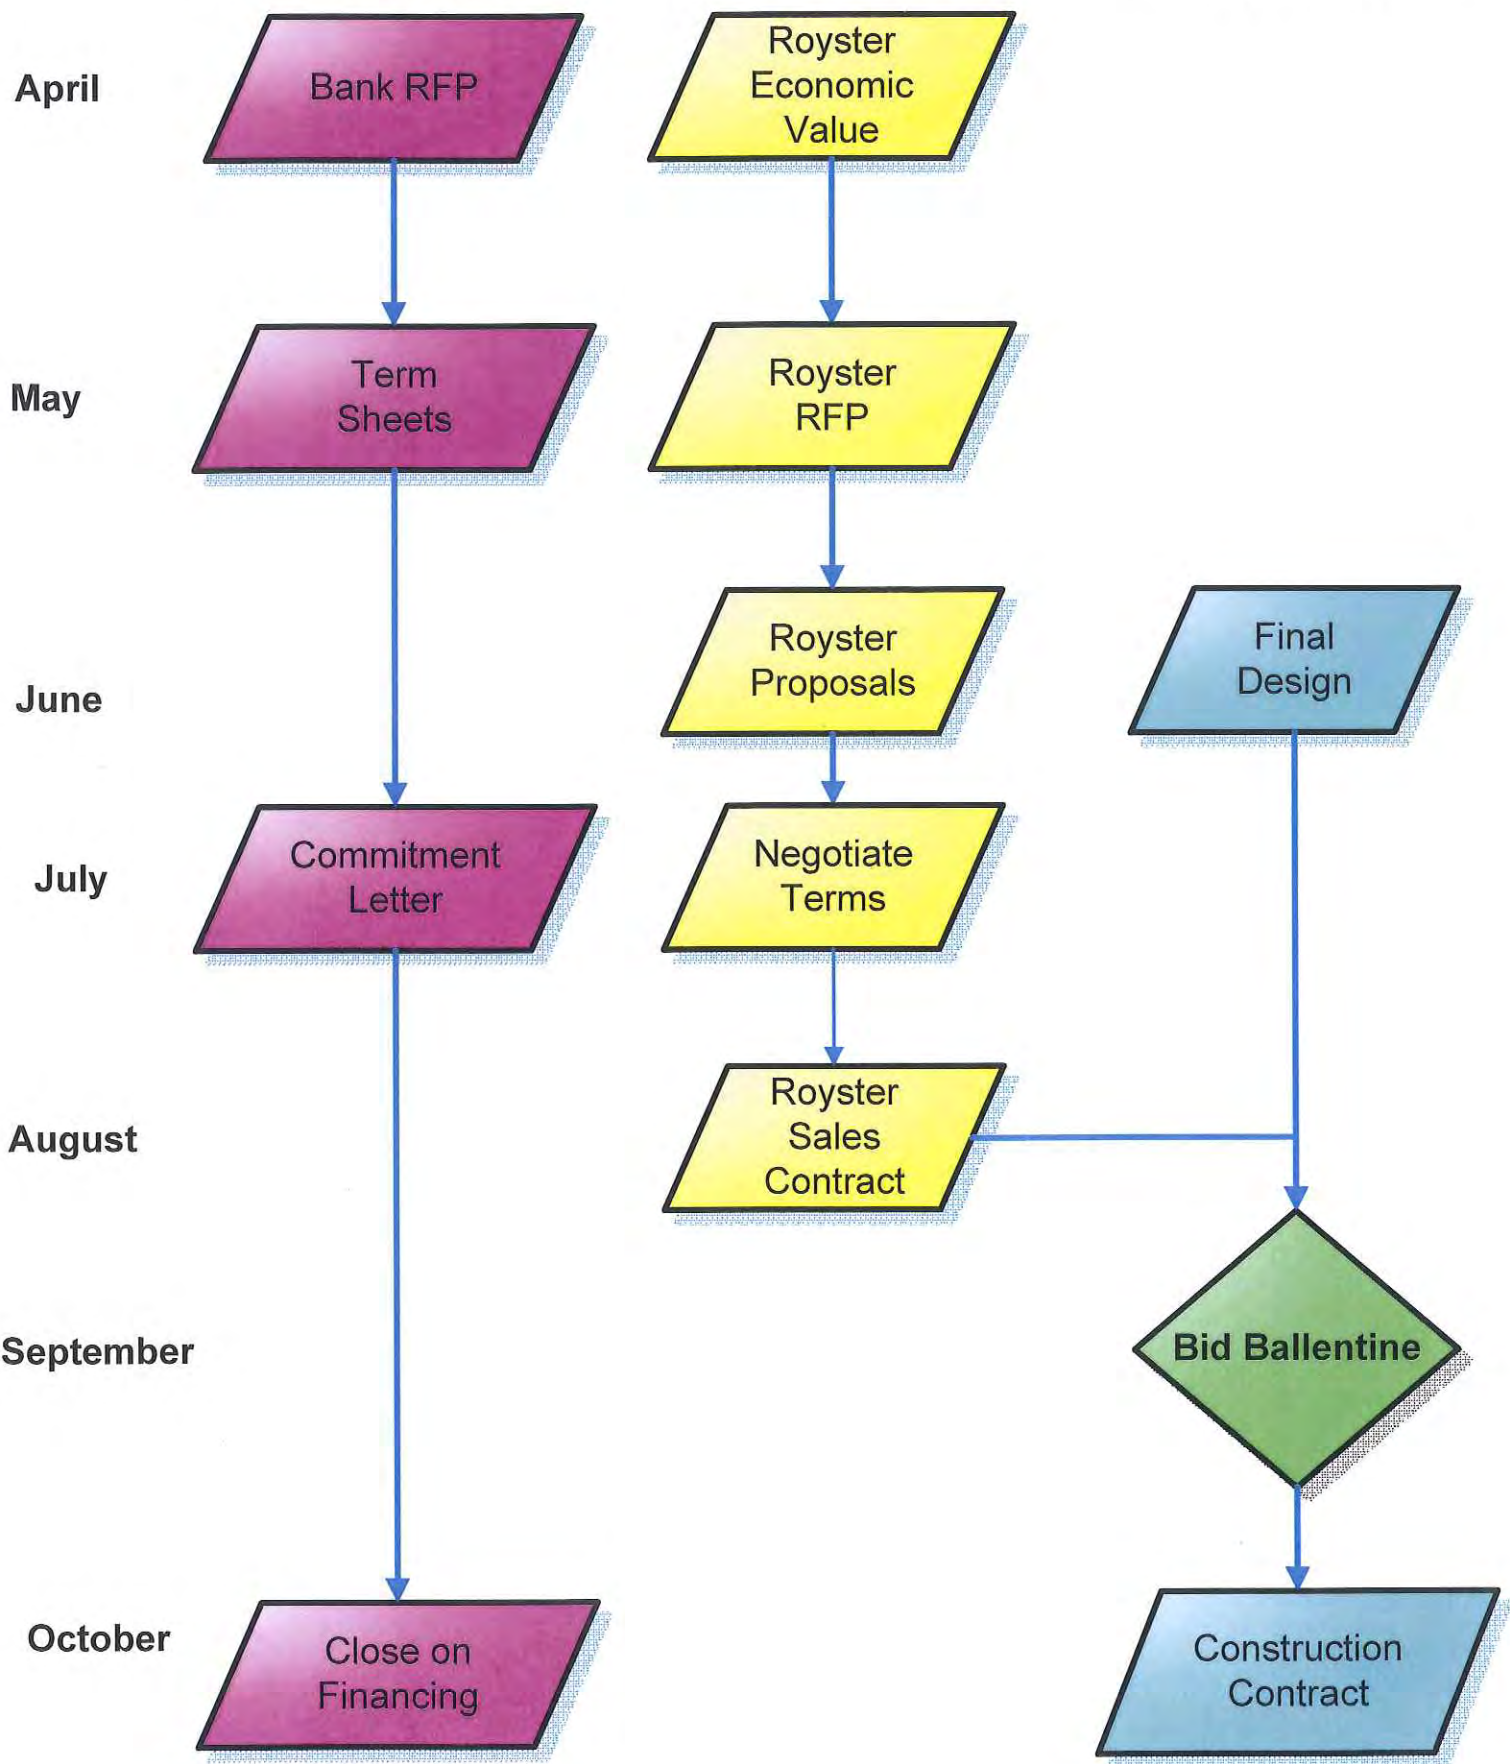 April
Bank RFP
Royster
Economic
Value
May
Term
Sheets
Royster
RFP
June
Royster
Proposals
Final
Design
July
Commitment
Letter
Negotiate
Terms
August
Royster
Sales
Contract
September
Bid Ballentine
October
Close on
Financing
Construction
Contract